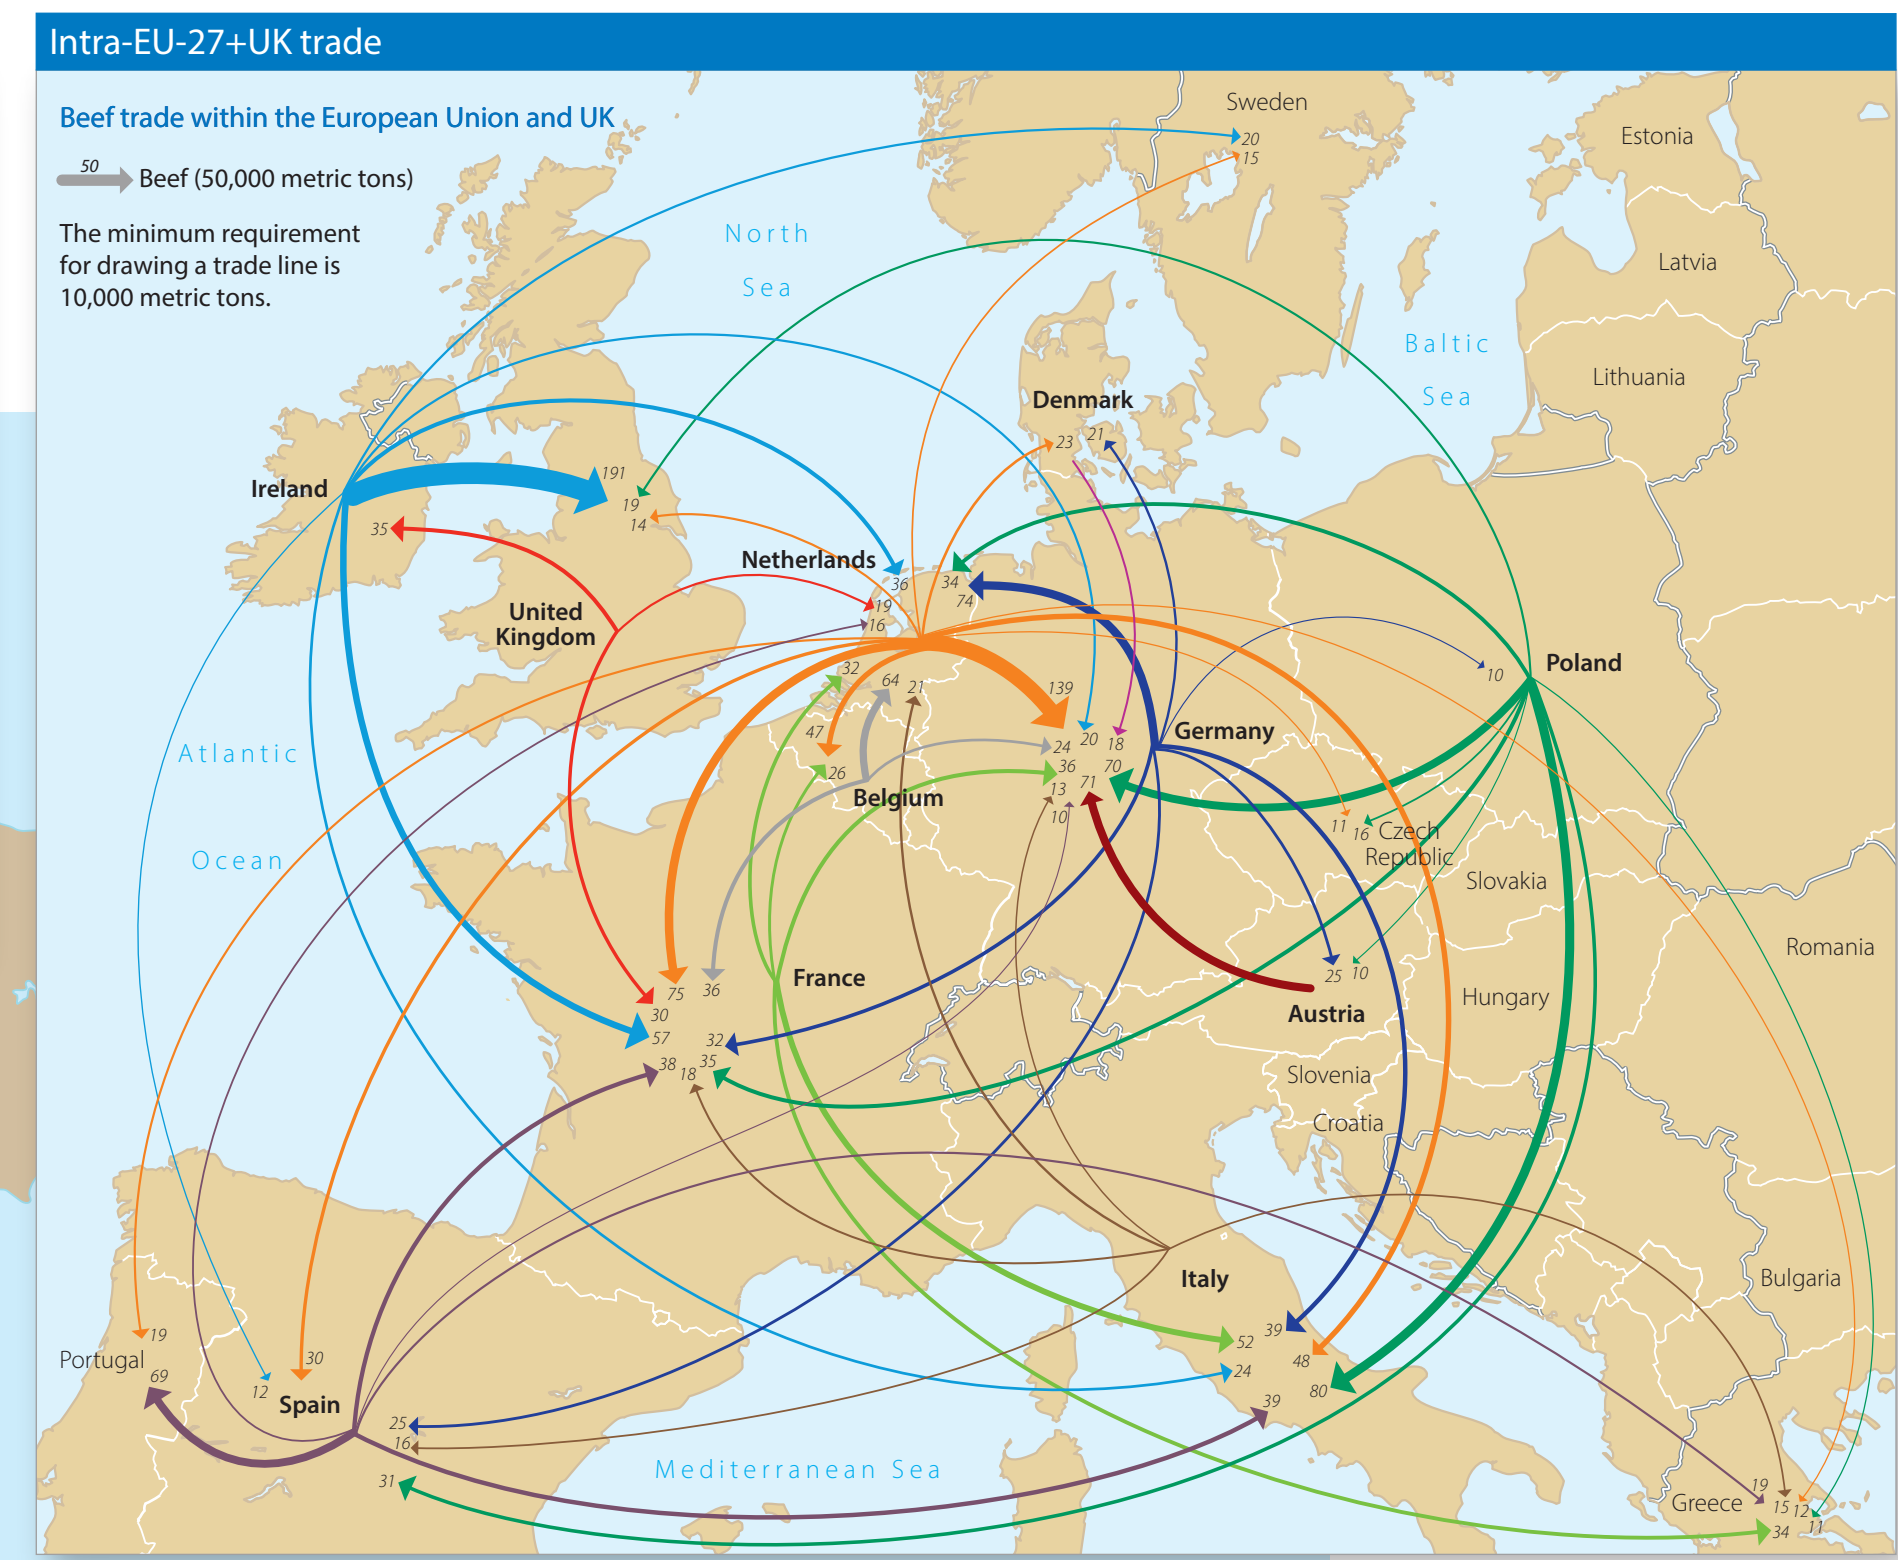 Intra-EU-27+UK trade
Beef trade within the European Union and UK
50
Beef (50,000 metric tons)
The minimum requirement
for drawing a trade line is
10,000 metric tons.
Sweden
20
15
Estonia
North
Sea
Latvia
Baltic
Sea
Lithuania
Denmark
23
21
Ireland
191
19
14
35
Netherlands
36
34
74
19
16
United
Kingdom
32
64
21
139
10
Poland
47
24
20
18
Germany
26
36
70
13
71
10
Belgium
Atlantic
Ocean
11
16
Czech
Republic
Slovakia
Romania
France
75
36
30
57
32
38
18
35
25
10
Austria
Hungary
Slovenia
Croatia
Italy
Bulgaria
19
Portugal
69
30
12
Spain
25
16
31
52
39
24
48
80
39
Mediterranean Sea
Greece
19
15
12
11
34